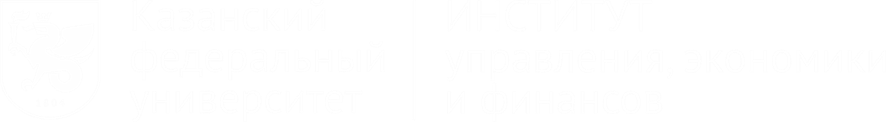 Казанский
федеральный
университет
ИНСТИТУТ
управления, экономики
и финансов